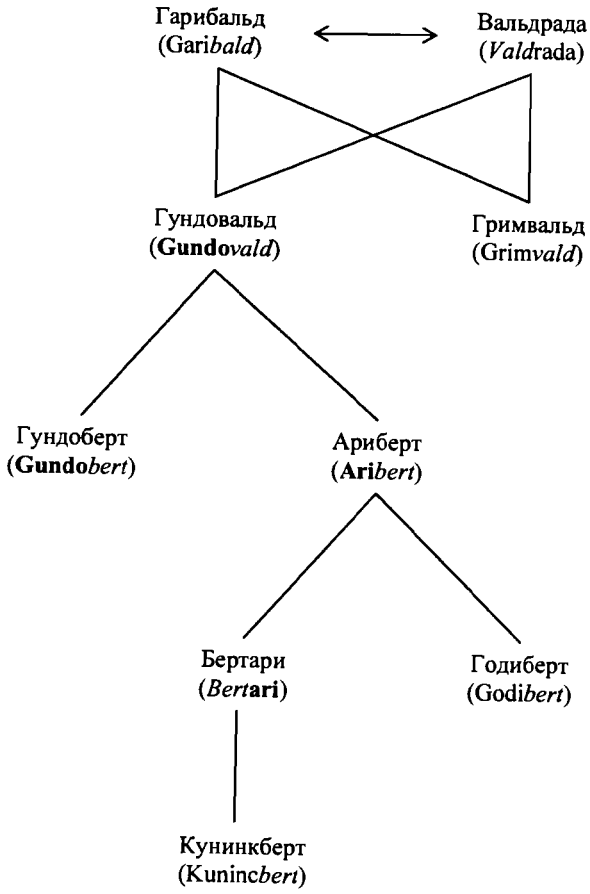 Гарибальд
(Garibald)
Вальдрада
(Valdrada)
Гундовальд
(Gundovald)
Гримвальд
(Grimvald)
Гундоберт
(Gundobert)
Ариберт
(Aribert)
Бертари
(Bertari)
Годиберт
(Godibert)
Кунинкберт
(Kunincbert)